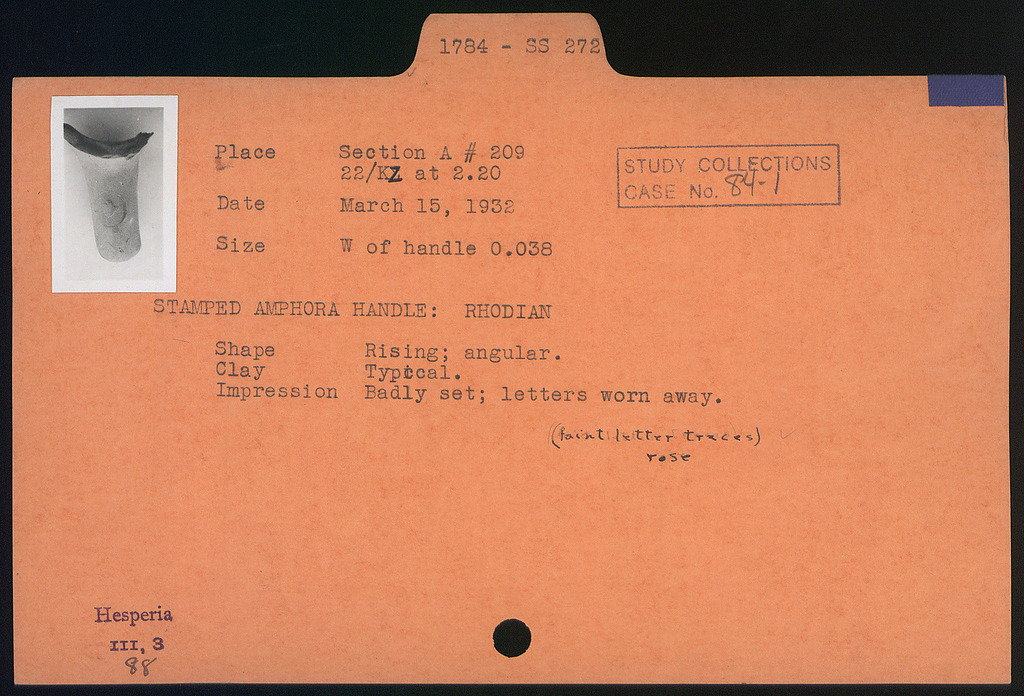 1784 - SS 272
Place Section A # 209
22/KZ at 2.20
STUDY COLLECTIONS
CASE No. 84-1
Date March 15, 1932
Size W of handle 0.038
STAMPED AMPHORA HANDLE: RHODIAN
Shape Rising; angular.
Clay Typical.
Impression Badly set; letters worn away.
(faint letter traces)
rose
Hesperia
III, 3
88